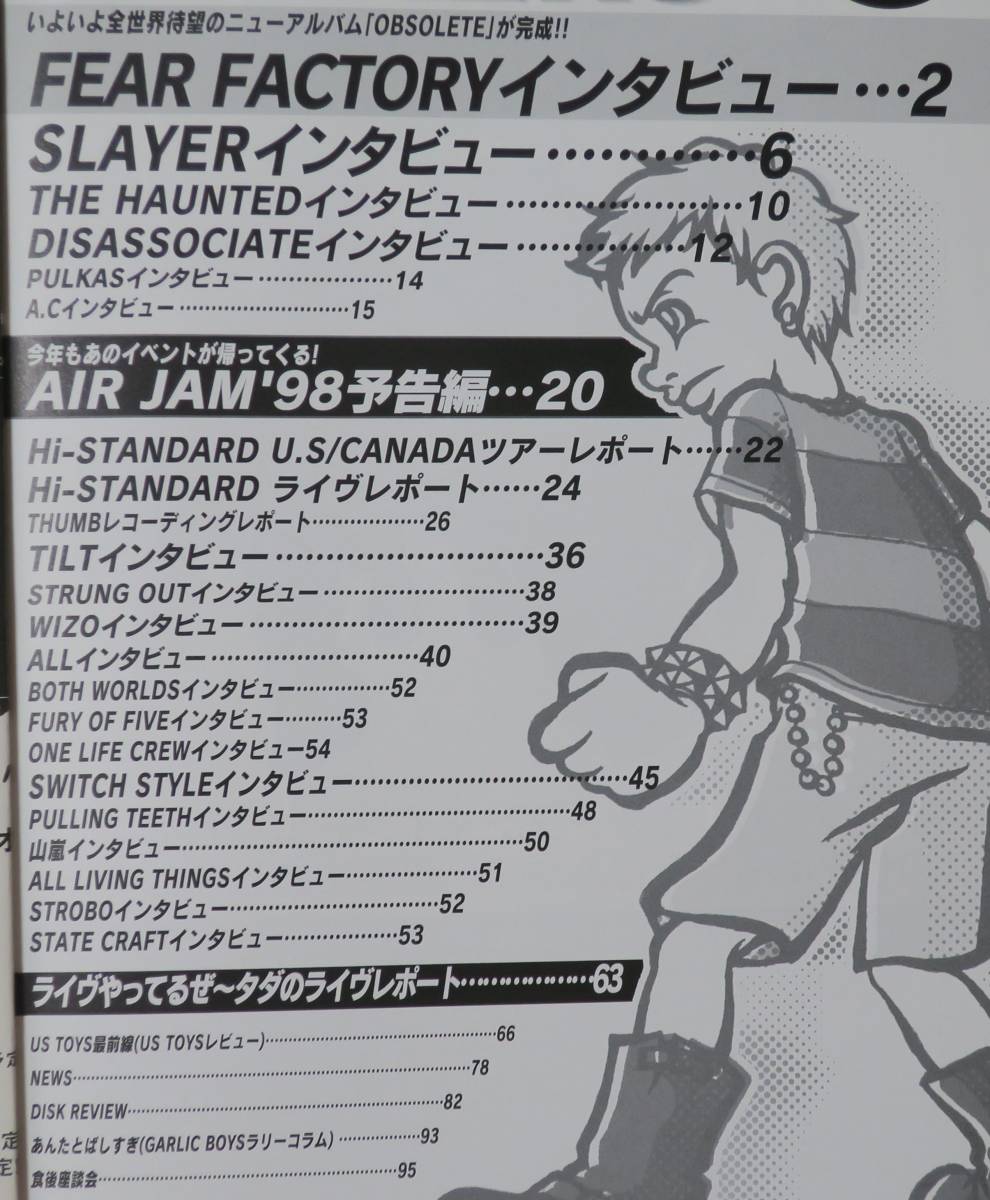 いよいよ全世界待望のニューアルバム「OBSOLETE」が完成!!
FEAR FACTORYインタビュー…2
SLAYERインタビュー…………6
THE HAUNTEDインタビュー…………………10
DISASSOCIATEインタビュー……………12
PULKASインタビュー………………14
A.Cインタビュー………………………15
今年もあのイベントが帰ってくる!
AIR JAM'98予告編…20
Hi-STANDARD U.S/CANADAツアーレポート……22
Hi-STANDARD ライヴレポート……24
THUMBレコーディングレポート………………26
TILTインタビュー………………………36
STRUNG OUTインタビュー…………………………38
WIZOインタビュー…………………………………39
ALLインタビュー…………………………40
BOTH WORLDSインタビュー……………52
FURY OF FIVEインタビュー………53
ONE LIFE CREWインタビュー54
SWITCH STYLEインタビュー…………………………………45
PULLING TEETHインタビュー…………………………………48
山嵐インタビュー………………………………………………50
ALL LIVING THINGSインタビュー…………………51
STROBOインタビュー……………………………52
STATE CRAFTインタビュー………………53
ライヴやってるぜ〜タダのライヴレポート………………63
US TOYS最前線(US TOYSレビュー)………………………………66
NEWS………………………………………………………78
DISK REVIEW…………………………………………82
あんたとばしすぎ(GARLIC BOYSラリーコラム)…………93
食後座談会…………………………………………95